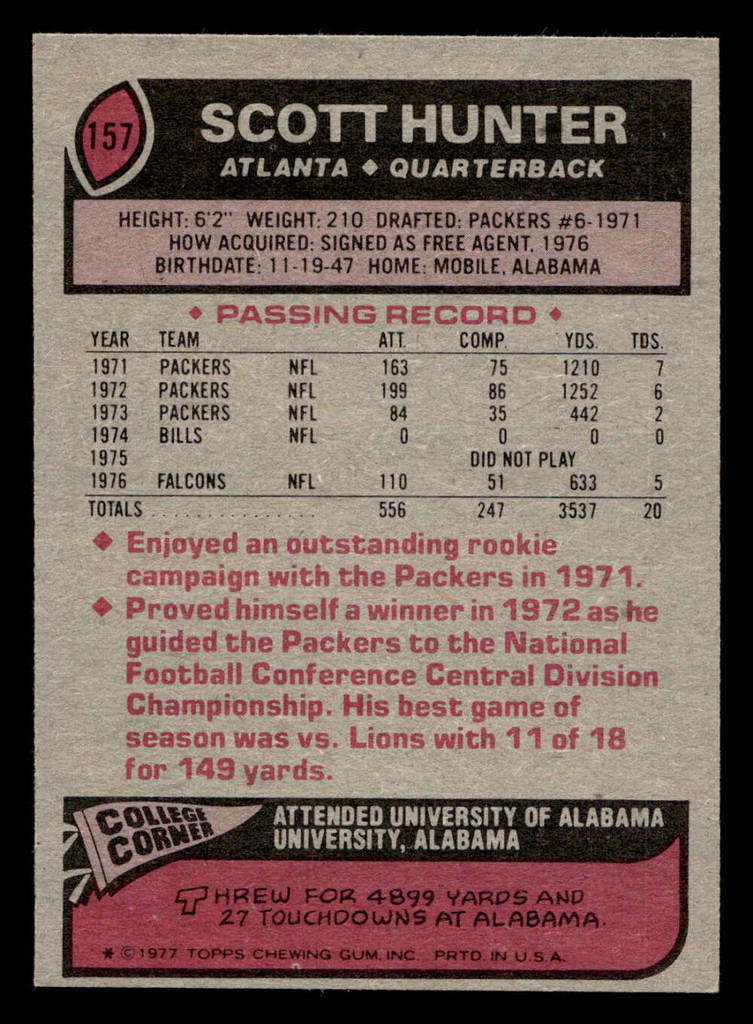 157
SCOTT HUNTER
ATLANTA ◆ QUARTERBACK
HEIGHT: 6'2" WEIGHT: 210 DRAFTED: PACKERS #6-1971
HOW ACQUIRED: SIGNED AS FREE AGENT, 1976
BIRTHDATE: 11-19-47 HOME: MOBILE, ALABAMA
◆ PASSING RECORD ◆
YEAR TEAM ATT. COMP. YDS. TDS.
1971 PACKERS NFL 163 75 1210 7
1972 PACKERS NFL 199 86 1252 6
1973 PACKERS NFL 84 35 442 2
1974 BILLS NFL 0 0 0 0
1975 DID NOT PLAY
1976 FALCONS NFL 110 51 633 5
TOTALS ................ 556 247 3537 20
◆ Enjoyed an outstanding rookie
campaign with the Packers in 1971.
◆ Proved himself a winner in 1972 as he
guided the Packers to the National
Football Conference Central Division
Championship. His best game of
season was vs. Lions with 11 of 18
for 149 yards.
COLLEGE
CORNER
ATTENDED UNIVERSITY OF ALABAMA
UNIVERSITY, ALABAMA
THREW FOR 4899 YARDS AND
27 TOUCHDOWNS AT ALABAMA.
* © 1977 TOPPS CHEWING GUM, INC. PRTD. IN U.S.A.